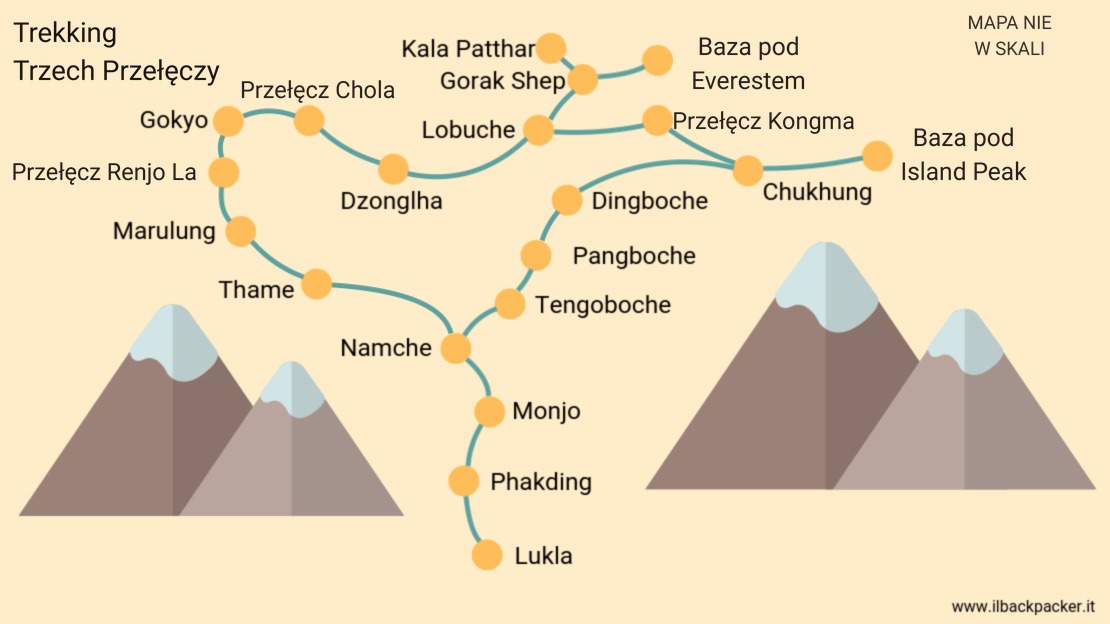 Trekking
Trzech Przełęczy
MAPA NIE
W SKALI
Kala Patthar
Baza pod
Everestem
Gorak Shep
Przełęcz Chola
Gokyo
Lobuche
Przełęcz Kongma
Baza pod
Island Peak
Przełęcz Renjo La
Dzonglha
Dingboche
Chukhung
Marulung
Pangboche
Thame
Tengoboche
Namche
Monjo
Phakding
Lukla
www.ilbackpacker.it